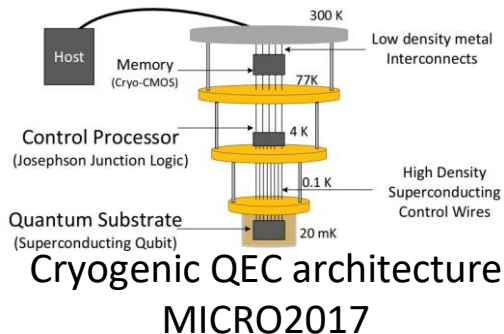 300 K
Host
Low density metal
Interconnects
Memory
(Cryo-CMOS)
77K
Control Processor
(Josephson Junction Logic)
4 K
0.1 K
High Density
Superconducting
Control Wires
Quantum Substrate
(Superconducting Qubit)
20 mK
Cryogenic QEC architecture
MICRO2017